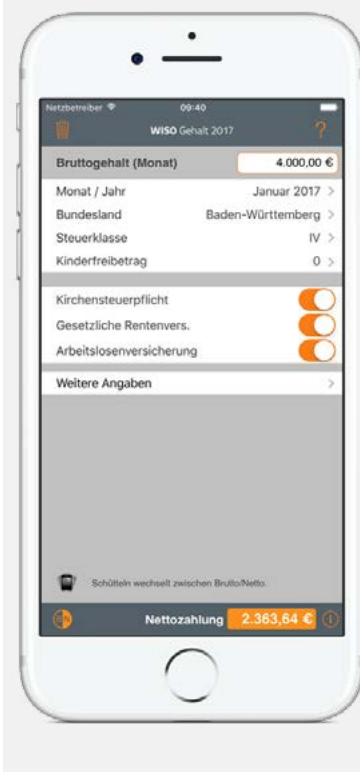 Netzbetreiber 09:40
WISO Gehalt 2017 ?
Bruttogehalt (Monat) 4.000,00 €
Monat / Jahr Januar 2017 >
Bundesland Baden-Württemberg >
Steuerklasse IV >
Kinderfreibetrag 0 >
Kirchensteuerpflicht
Gesetzliche Rentenvers.
Arbeitslosenversicherung
Weitere Angaben >
Schütteln wechselt zwischen Brutto/Netto.
Nettozahlung 2.363,64 €